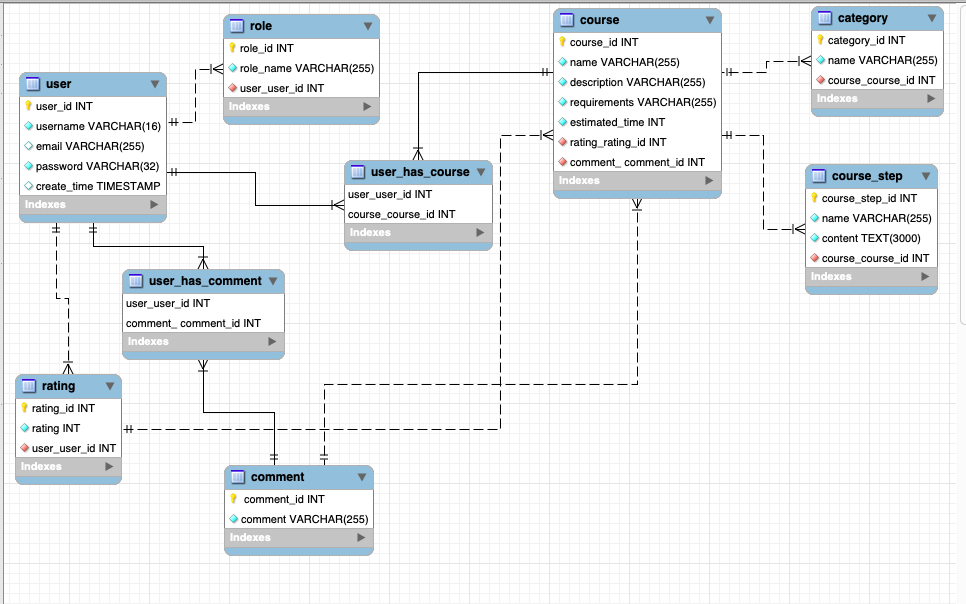 role
role_id INT
role_name VARCHAR(255)
user_user_id INT
Indexes
course
course_id INT
name VARCHAR(255)
description VARCHAR(255)
requirements VARCHAR(255)
estimated_time INT
rating_rating_id INT
comment_ comment_id INT
Indexes
category
category_id INT
name VARCHAR(255)
course_course_id INT
Indexes
user
user_id INT
username VARCHAR(16)
email VARCHAR(255)
password VARCHAR(32)
create_time TIMESTAMP
Indexes
user_has_course
user_user_id INT
course_course_id INT
Indexes
course_step
course_step_id INT
name VARCHAR(255)
content TEXT(3000)
course_course_id INT
Indexes
user_has_comment
user_user_id INT
comment_ comment_id INT
Indexes
rating
rating_id INT
rating INT
user_user_id INT
Indexes
comment
comment_id INT
comment VARCHAR(255)
Indexes